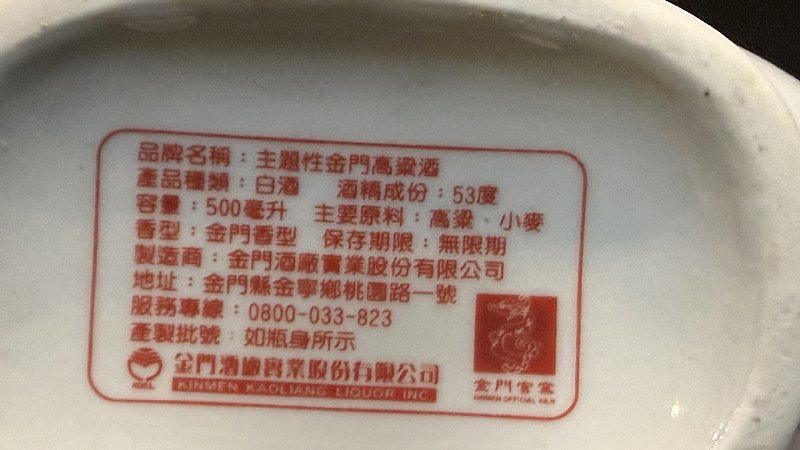 品牌名稱：主題性金門高粱酒
產品種類：白酒 酒精成份：53度
容量：500毫升 主要原料：高粱、小麥
香型：金門香型 保存期限：無限期
製造商：金門酒廠實業股份有限公司
地址：金門縣金寧鄉桃園路一號
服務專線：0800-033-823
產製批號：如瓶身所示
金門酒廠實業股份有限公司
KINMEN KAOLIANG LIQUOR INC.
金門官窯
KINMEN OFFICIAL KILN